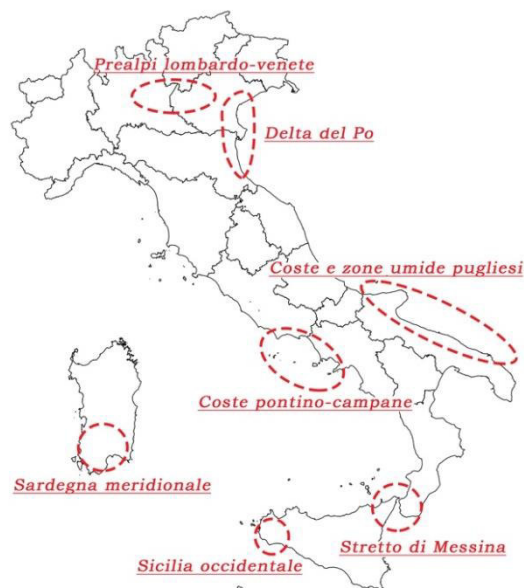 Prealpi lombardo-venete
Delta del Po
Coste e zone umide pugliesi
Coste pontino-campane
Sardegna meridionale
Stretto di Messina
Sicilia occidentale